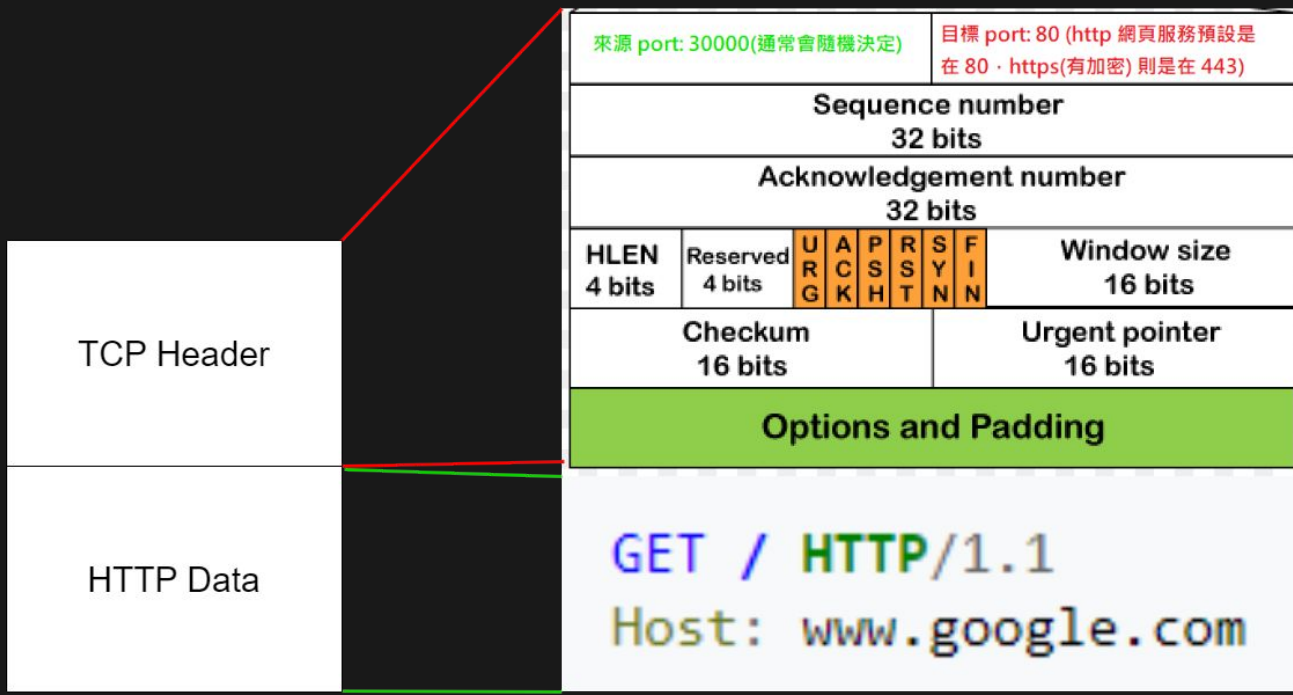 來源 port: 30000(通常會隨機決定)
目標 port: 80 (http 網頁服務預設是
在 80，https(有加密) 則是在 443)
Sequence number
32 bits
Acknowledgement number
32 bits
HLEN
4 bits
Reserved
4 bits
URG
ACK
PSH
RST
SYN
FIN
Window size
16 bits
Checkum
16 bits
Urgent pointer
16 bits
Options and Padding
TCP Header
HTTP Data
GET / HTTP/1.1
Host: www.google.com